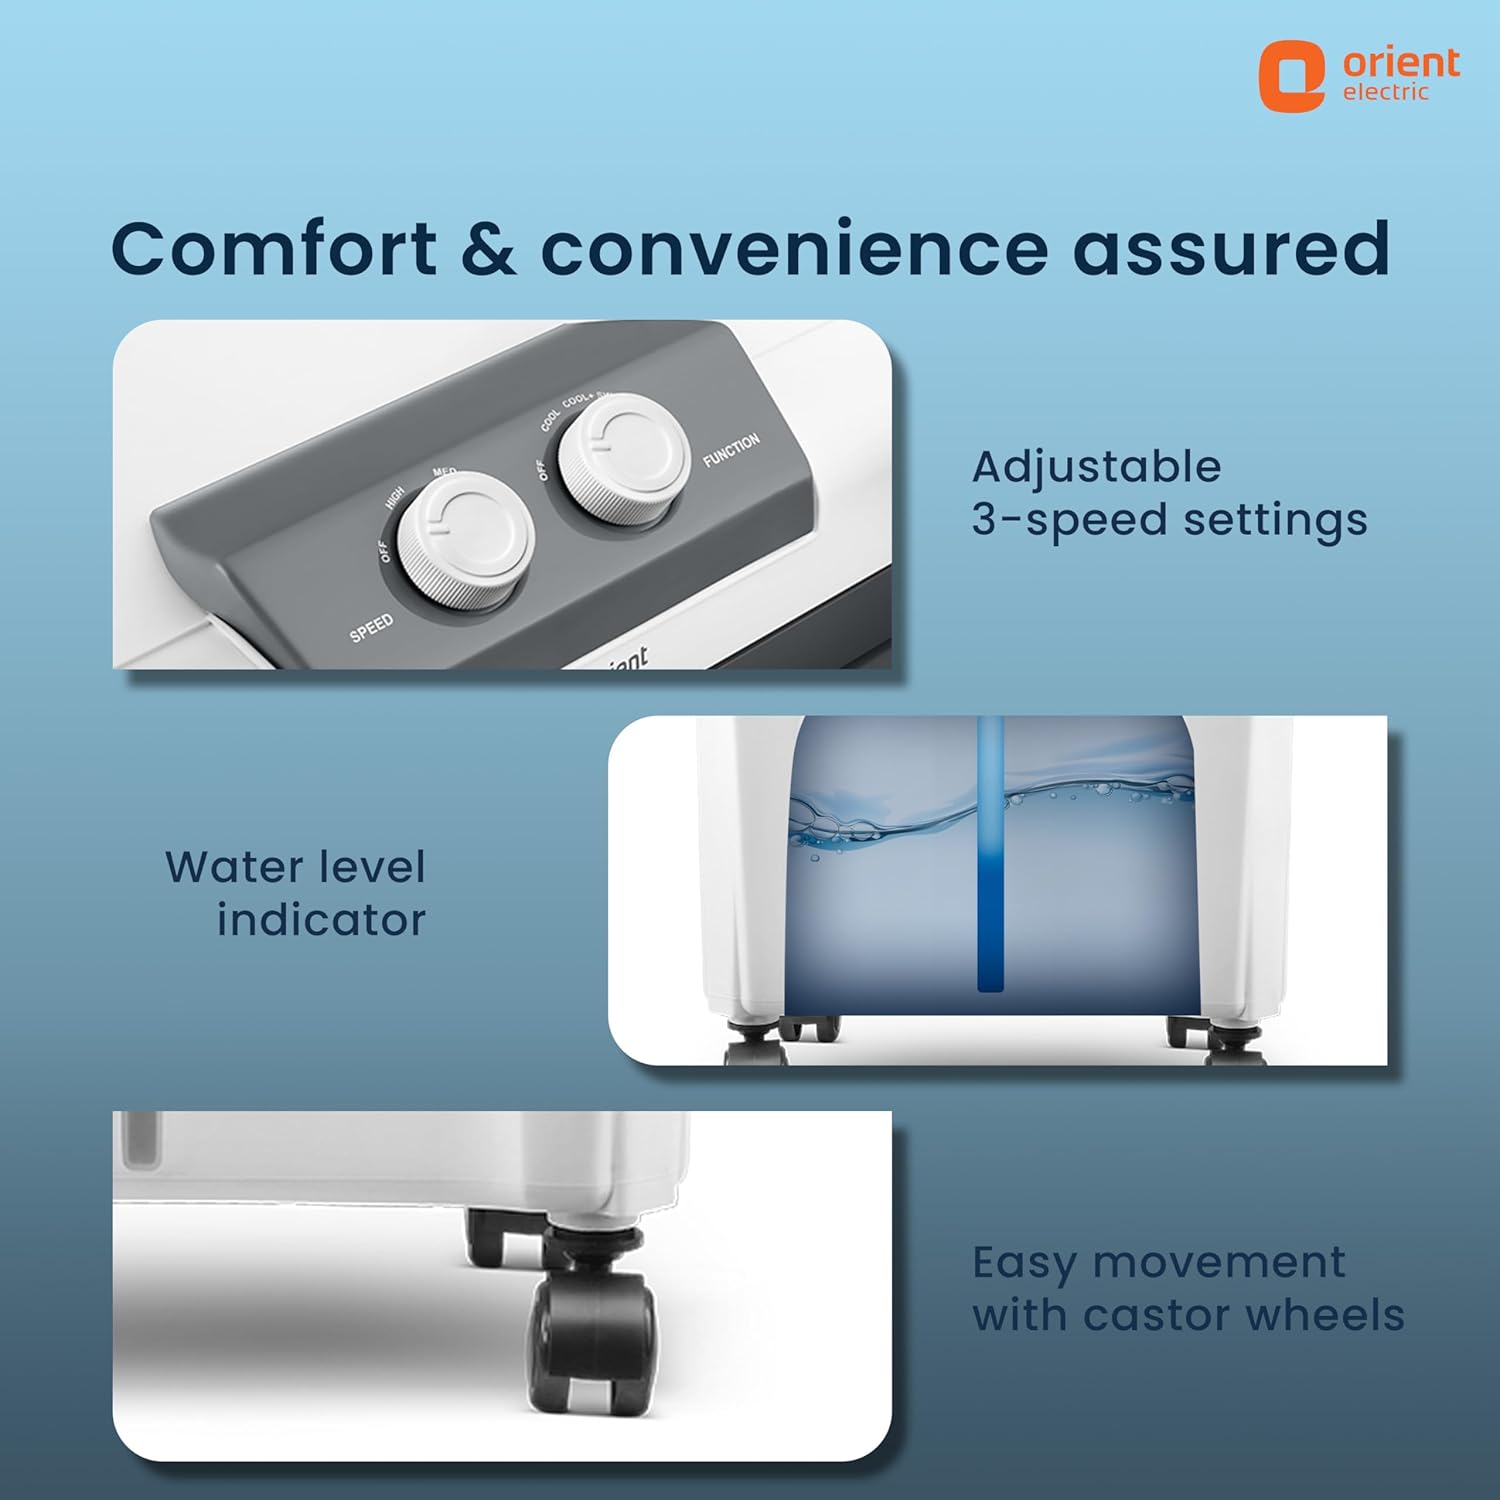 orient
electric
Comfort & convenience assured
OFF
HIGH
MED
SPEED
OFF
COOL
COOL+
FUNCTION
Adjustable
3-speed settings
Water level
indicator
Easy movement
with castor wheels